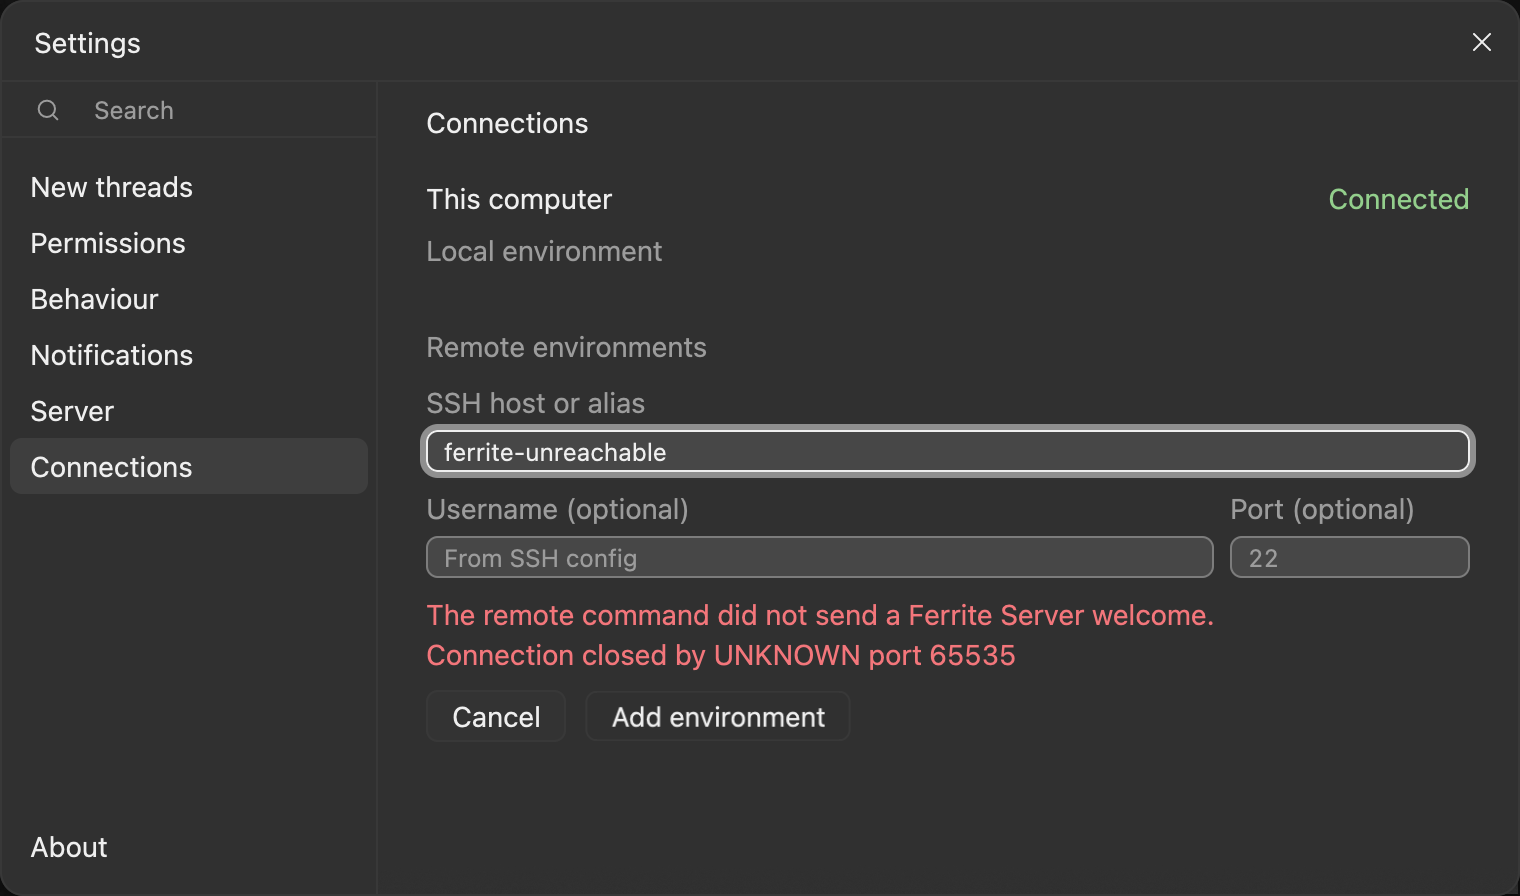 Settings
Search
New threads
Permissions
Behaviour
Notifications
Server
Connections
About
Connections
This computer
Connected
Local environment
Remote environments
SSH host or alias
ferrite-unreachable
Username (optional)
Port (optional)
From SSH config
22
The remote command did not send a Ferrite Server welcome.
Connection closed by UNKNOWN port 65535
Cancel
Add environment